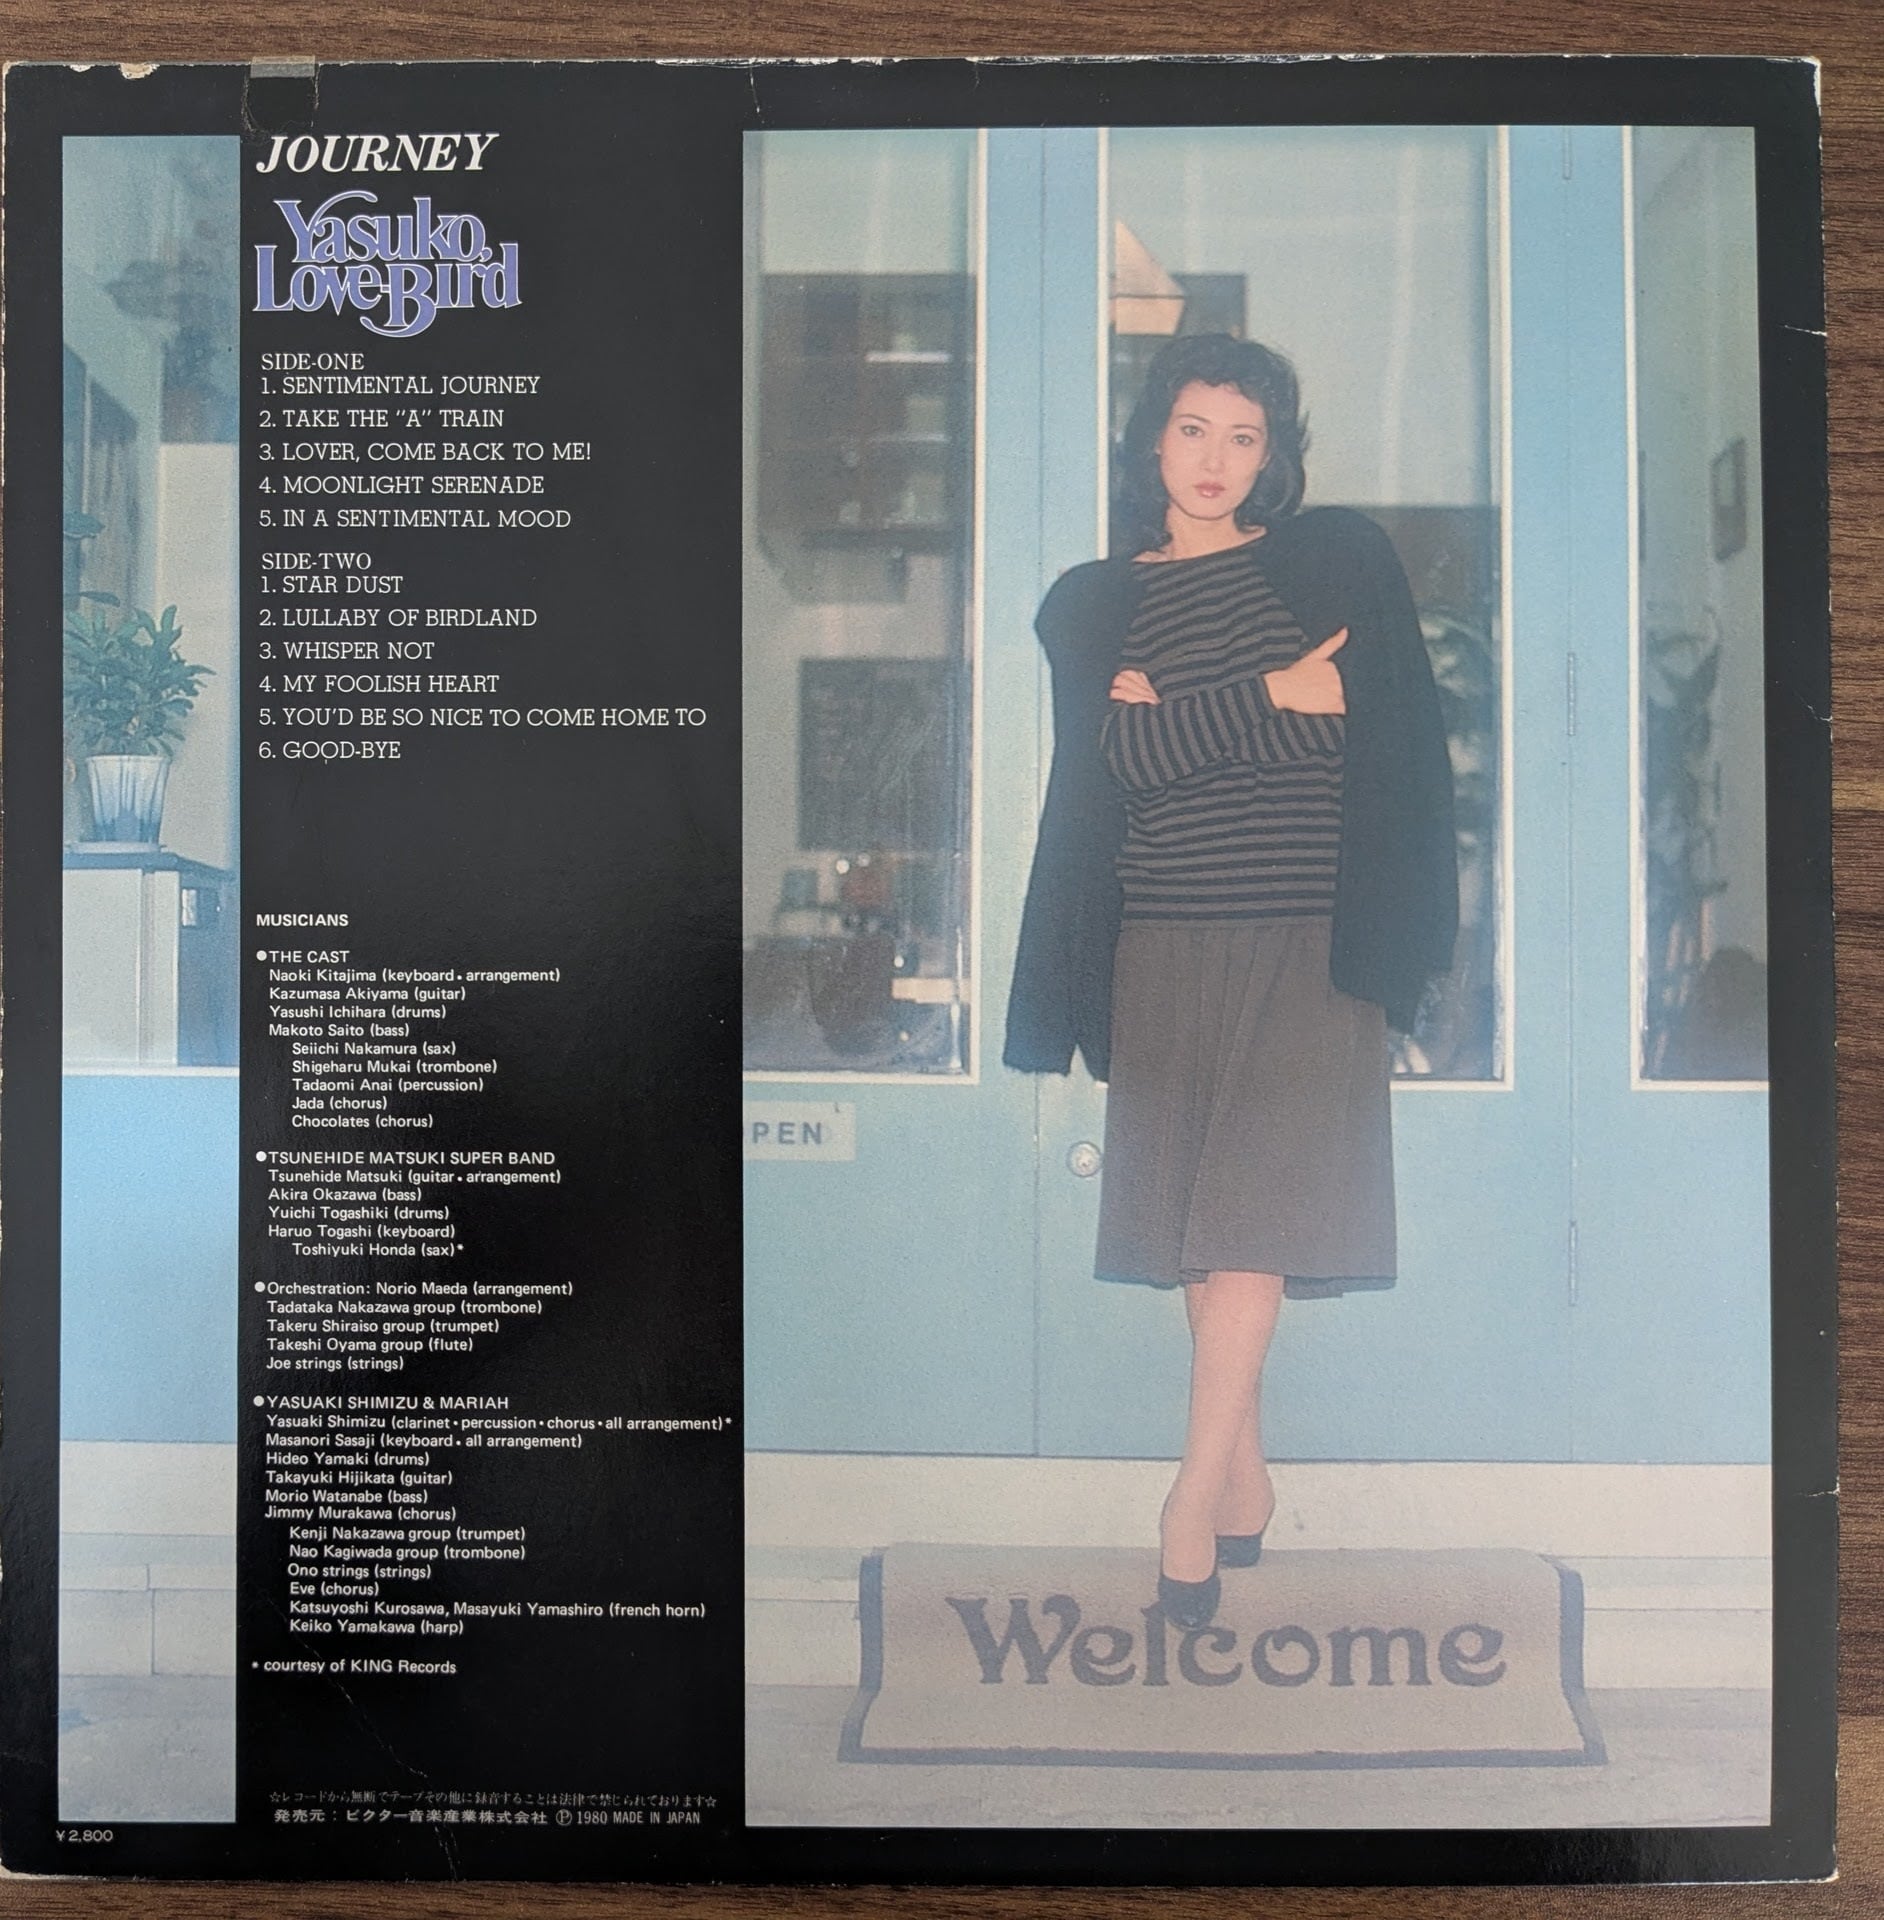 JOURNEY
Yasuko,
Love-Bird
SIDE-ONE
1. SENTIMENTAL JOURNEY
2. TAKE THE "A" TRAIN
3. LOVER, COME BACK TO ME!
4. MOONLIGHT SERENADE
5. IN A SENTIMENTAL MOOD
SIDE-TWO
1. STAR DUST
2. LULLABY OF BIRDLAND
3. WHISPER NOT
4. MY FOOLISH HEART
5. YOU'D BE SO NICE TO COME HOME TO
6. GOOD-BYE
MUSICIANS
●THE CAST
Naoki Kitajima (keyboard • arrangement)
Kazumasa Akiyama (guitar)
Yasushi Ichihara (drums)
Makoto Saito (bass)
Seiichi Nakamura (sax)
Shigeharu Mukai (trombone)
Tadaomi Anai (percussion)
Jada (chorus)
Chocolates (chorus)
●TSUNEHIDE MATSUKI SUPER BAND
Tsunehide Matsuki (guitar • arrangement)
Akira Okazawa (bass)
Yuichi Togashiki (drums)
Haruo Togashi (keyboard)
Toshiyuki Honda (sax)*
●Orchestration: Norio Maeda (arrangement)
Tadataka Nakazawa group (trombone)
Takeru Shiraiso group (trumpet)
Takeshi Oyama group (flute)
Joe strings (strings)
●YASUAKI SHIMIZU & MARIAH
Yasuaki Shimizu (clarinet • percussion • chorus • all arrangement)*
Masanori Sasaji (keyboard • all arrangement)
Hideo Yamaki (drums)
Takayuki Hijikata (guitar)
Morio Watanabe (bass)
Jimmy Murakawa (chorus)
Kenji Nakazawa group (trumpet)
Nao Kagiwada group (trombone)
Ono strings (strings)
Eve (chorus)
Katsuyoshi Kurosawa, Masayuki Yamashiro (french horn)
Keiko Yamakawa (harp)
* courtesy of KING Records
☆レコードから無断でテープその他に録音することは法律で禁じられております☆
発売元：ビクター音楽産業株式会社 Ⓟ 1980 MADE IN JAPAN
¥2,800
PEN
Welcome